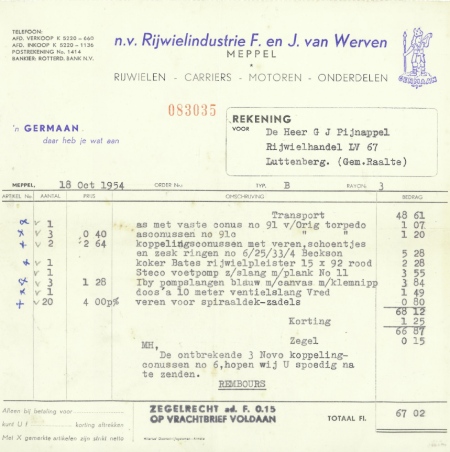 TELEFOON:
AFD. VERKOOP K 5220 - 660
AFD. INKOOP K 5220 - 1136
POSTREKENING No. 1414
BANKIER: ROTTERD. BANK N.V.
n.v. Rijwielindustrie F. en J. van Werven
MEPPEL
RIJWIELEN - CARRIERS - MOTOREN - ONDERDELEN
GERMAAN
083035
'n GERMAAN
daar heb je wat aan
REKENING
VOOR De Heer G J Pijnappel
Rijwielhandel LV 67
Luttenberg. (Gem.Raalte)
MEPPEL, 18 Oct 1954 ORDER No. TYP. B RAYON: 3
ARTIKEL No. AANTAL PRIJS OMSCHRIJVING BEDRAG
Transport 48 61
1 as met vaste conus no 91 v/Orig torpedo 1 07
3 0 40 asconussen no 91c " " 1 20
2 2 64 koppelingsconussen met veren,schoentjes
en zesk ringen no 6/25/33/4 Beckson 5 28
1 koker Bates rijwielpleister 15 x 92 rood 2 28
1 Steco voetpomp z/slang m/plank No 11 3 55
3 1 28 Iby pompslangen blauw m/canvas m/klemnipp 3 84
1 doos a 10 meter ventielslang Vred 1 49
20 4 00p% veren voor spiraaldek-zadels 0 80
68 12
Korting 1 25
66 87
Zegel 0 15
MH,
De ontbrekende 3 Novo koppeling-
conussen no 6,hopen wij U spoedig na
te zenden.
REMBOURS
Alleen bij betaling voor
kunt U f korting aftrekken
Met X gemerkte artikelen zijn strikt netto
ZEGELRECHT ad. F. 0.15
OP VRACHTBRIEF VOLDAAN
TOTAAL Fl. 67 02